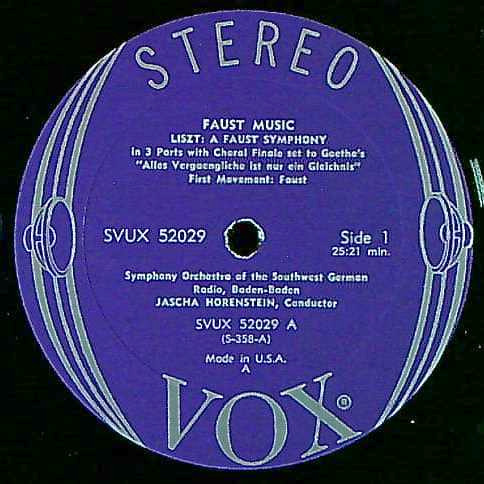 STEREO
FAUST MUSIC
LISZT: A FAUST SYMPHONY
In 3 Parts with Choral Finale set to Goethe's
"Alles Vergaengliche ist nur ein Gleichnis"
First Movement: Faust
SVUX 52029
Side 1
25:21 min.
Symphony Orchestra of the Southwest German
Radio, Baden-Baden
JASCHA HORENSTEIN, Conductor
SVUX 52029 A
(S-358-A)
Made in U.S.A.
A
VOX®